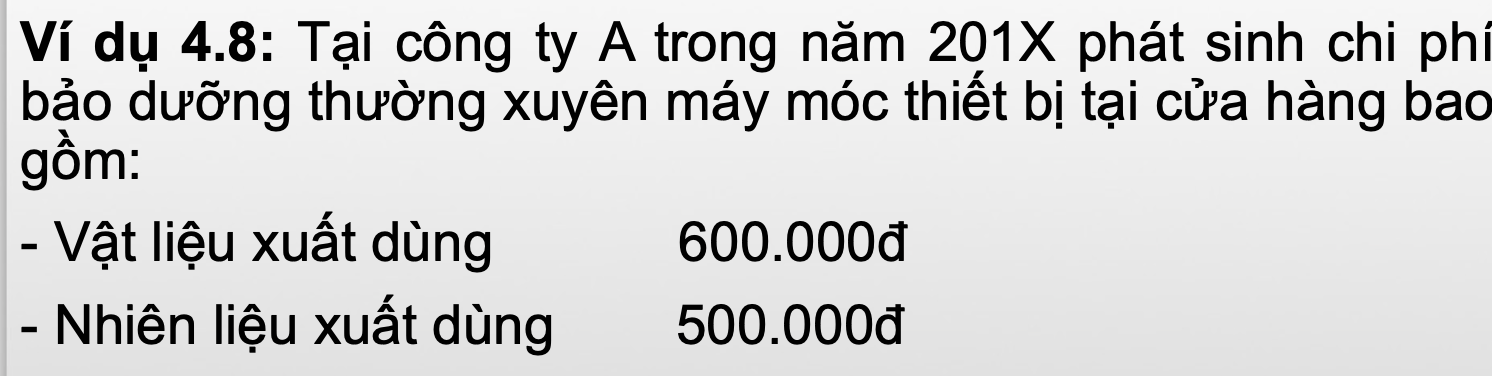 Ví dụ 4.8: Tại công ty A trong năm 201X phát sinh chi phí
bảo dưỡng thường xuyên máy móc thiết bị tại cửa hàng bao
gồm:
- Vật liệu xuất dùng 600.000đ
- Nhiên liệu xuất dùng 500.000đ